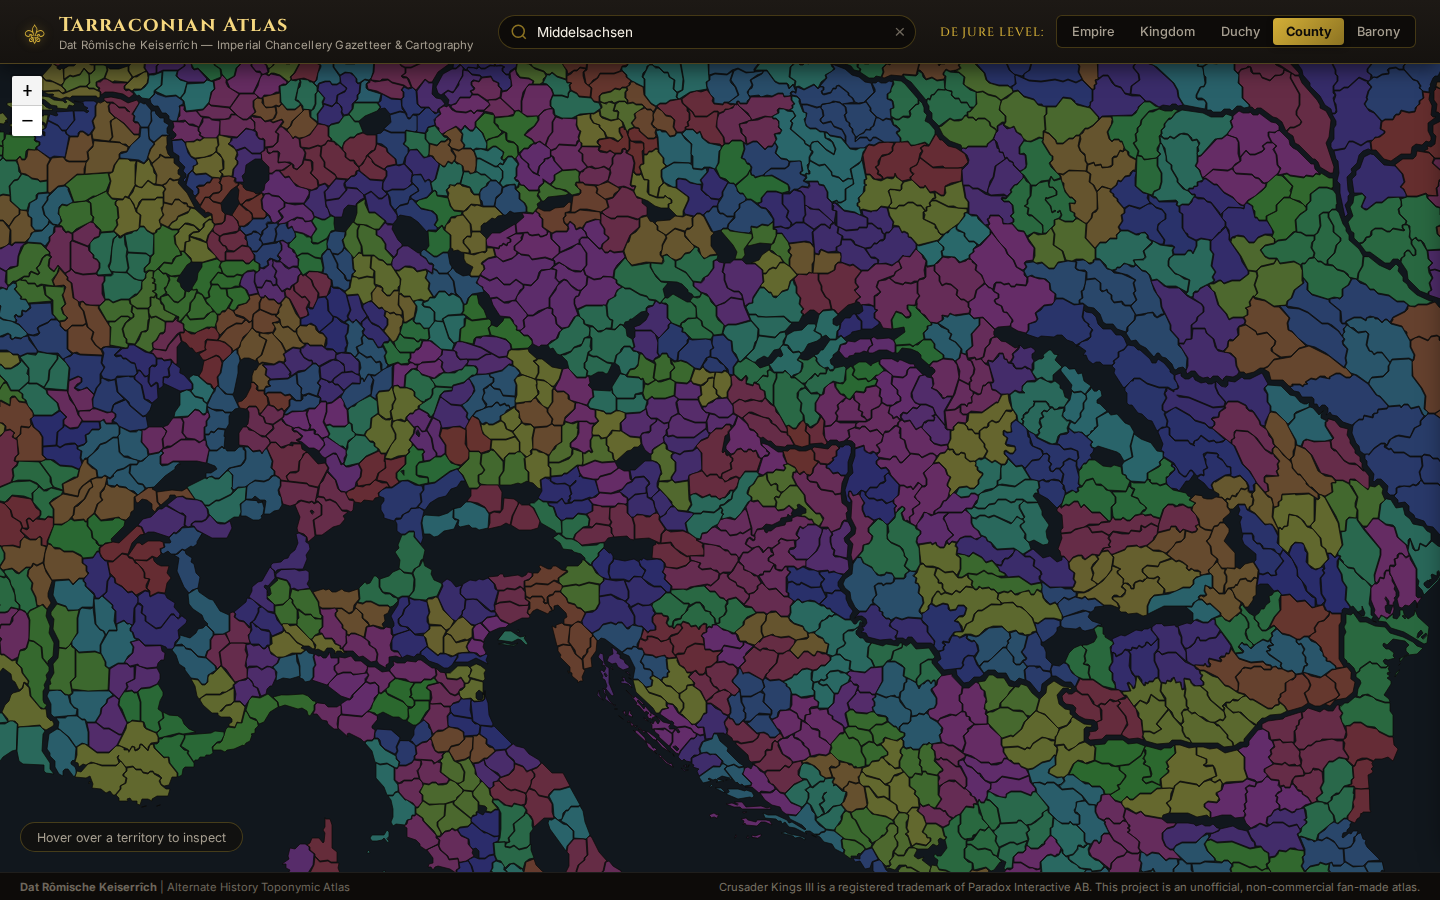 Tarraconian Atlas
Dat Rômische Keiserrîch — Imperial Chancellery Gazetteer & Cartography
Middelsachsen
×
DE JURE LEVEL:
Empire
Kingdom
Duchy
County
Barony
+
−
Hover over a territory to inspect
Dat Rômische Keiserrîch | Alternate History Toponymic Atlas
Crusader Kings III is a registered trademark of Paradox Interactive AB. This project is an unofficial, non-commercial fan-made atlas.